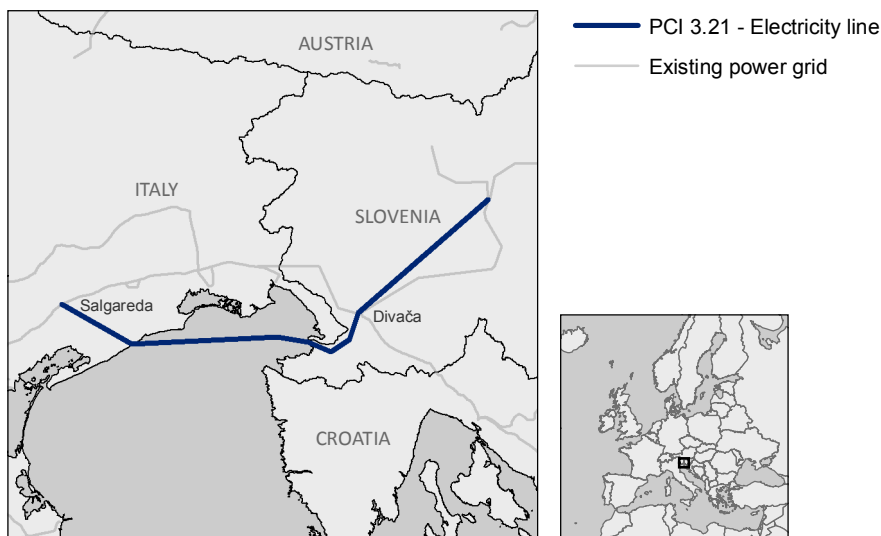 AUSTRIA
PCI 3.21 - Electricity line
Existing power grid
ITALY
SLOVENIA
Salgareda
Divača
CROATIA